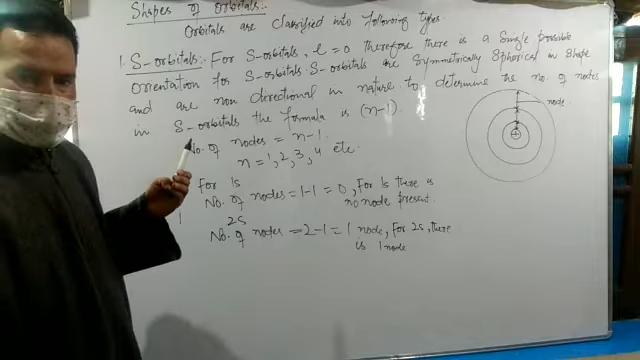 Shapes of Orbitals:-
Orbitals are classified into following types.
1. S-orbitals: For S-orbitals, l = 0 therefore there is a single possible
orientation for S-orbitals. S-orbitals are symmetrically spherical in shape
and are non directional in nature. To determine the no. of nodes
in S-orbitals the formula is (n-1).
node.
No. of nodes = n-1.
n = 1, 2, 3, 4 etc
For 1s
No. of nodes = 1-1 = 0, For 1s there is
no node present.
2S
No. of nodes = 2-1 = 1 node, For 2s, there
is 1 node